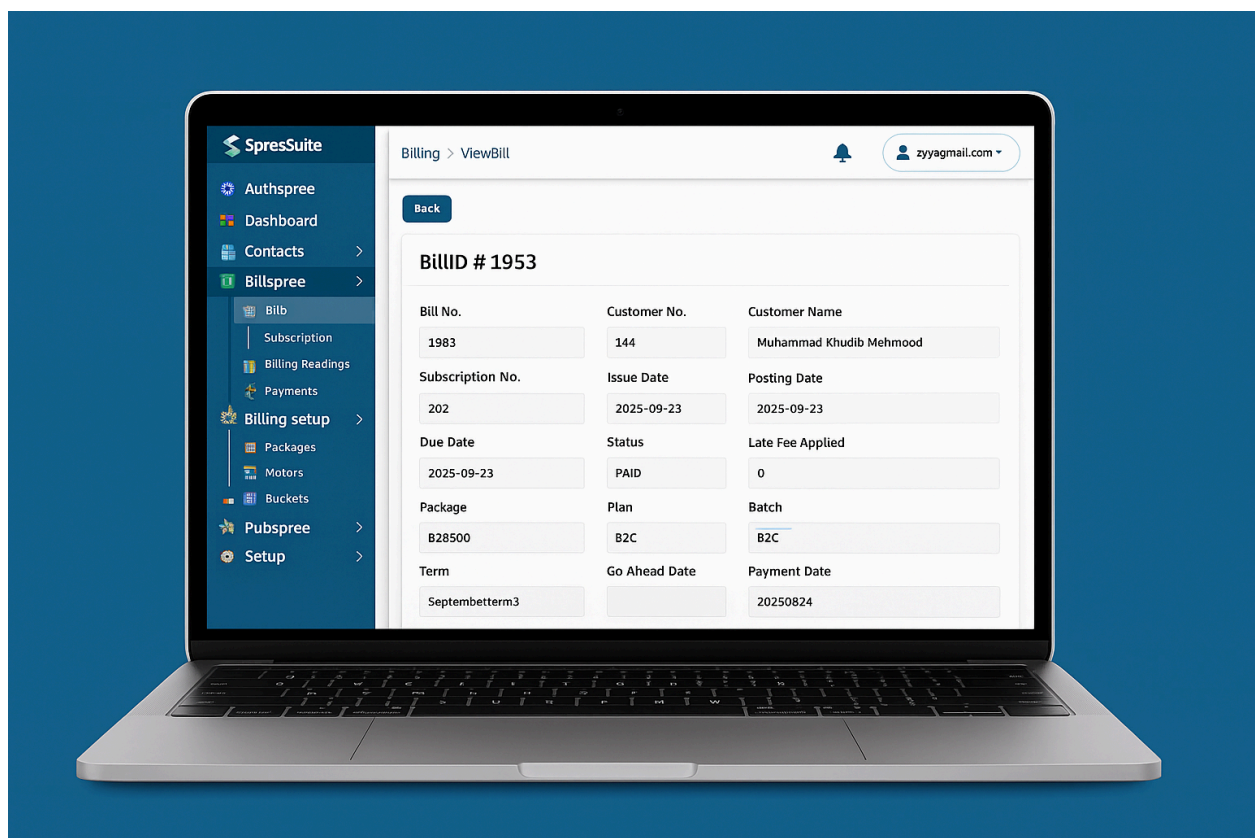 SpresSuite
Billing > ViewBill
zyyagmail.com
Authspree
Dashboard
Contacts
Billspree
Bilb
Subscription
Billing Readings
Payments
Billing setup
Packages
Motors
Buckets
Pubspree
Setup
Back
BillID # 1953
Bill No. Customer No. Customer Name
1983 144 Muhammad Khudib Mehmood
Subscription No. Issue Date Posting Date
202 2025-09-23 2025-09-23
Due Date Status Late Fee Applied
2025-09-23 PAID 0
Package Plan Batch
B28500 B2C B2C
Term Go Ahead Date Payment Date
Septembetterm3 20250824